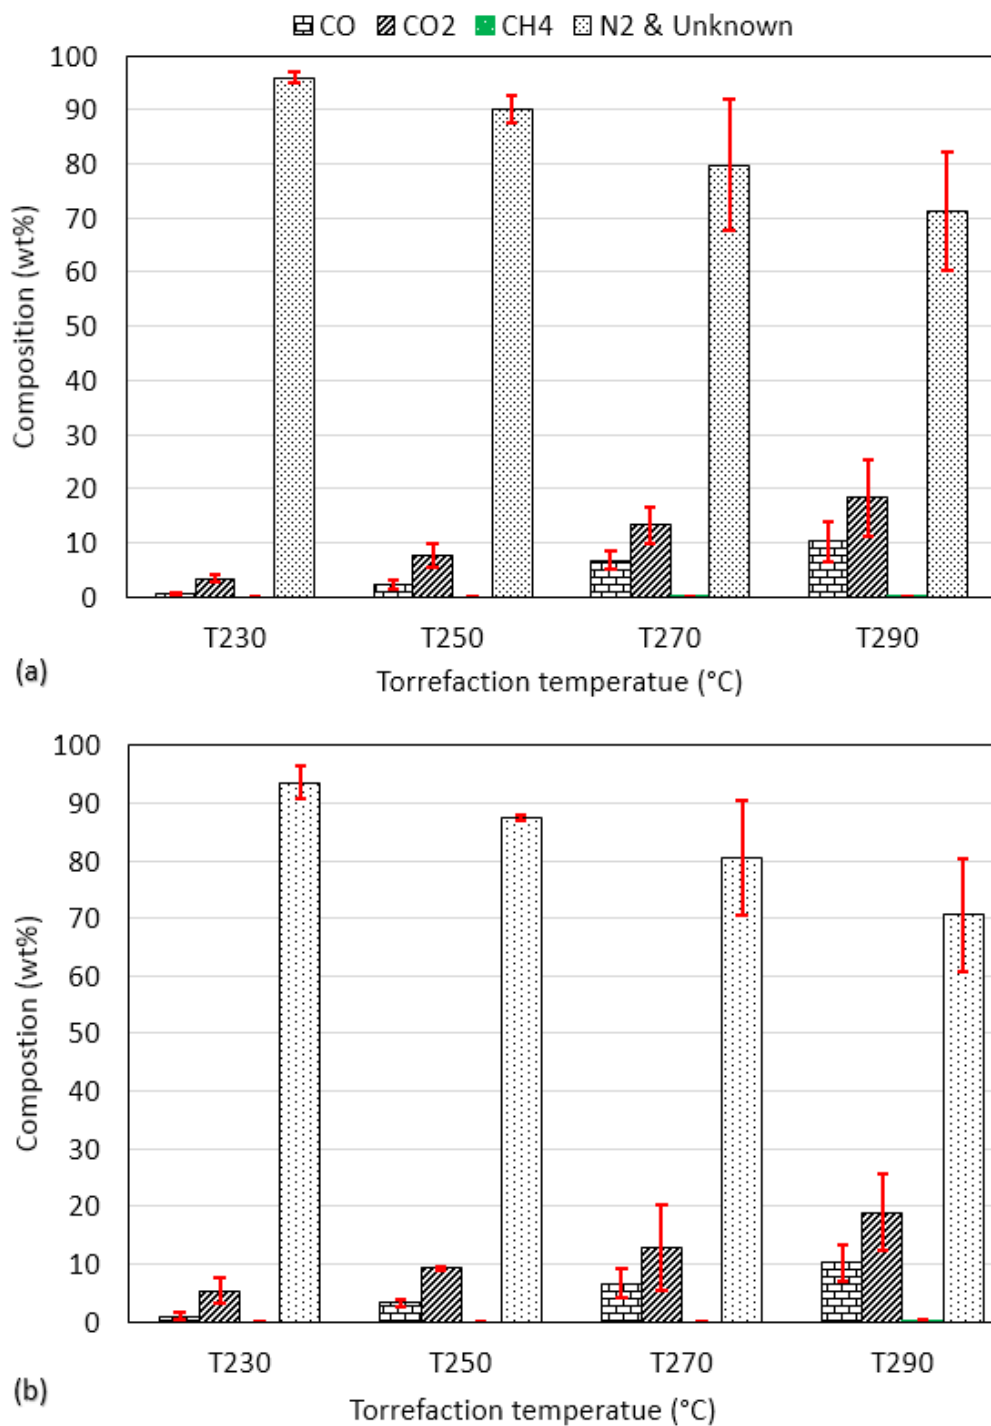 CO CO2 CH4 N2 & Unknown
100
90
80
70
60
50
40
30
20
10
0
Composition (wt%)
T230 T250 T270 T290
(a)
Torrefaction temperatue (°C)
100
90
80
70
60
50
40
30
20
10
0
Compostion (wt%)
T230 T250 T270 T290
(b)
Torrefaction temperatue (°C)